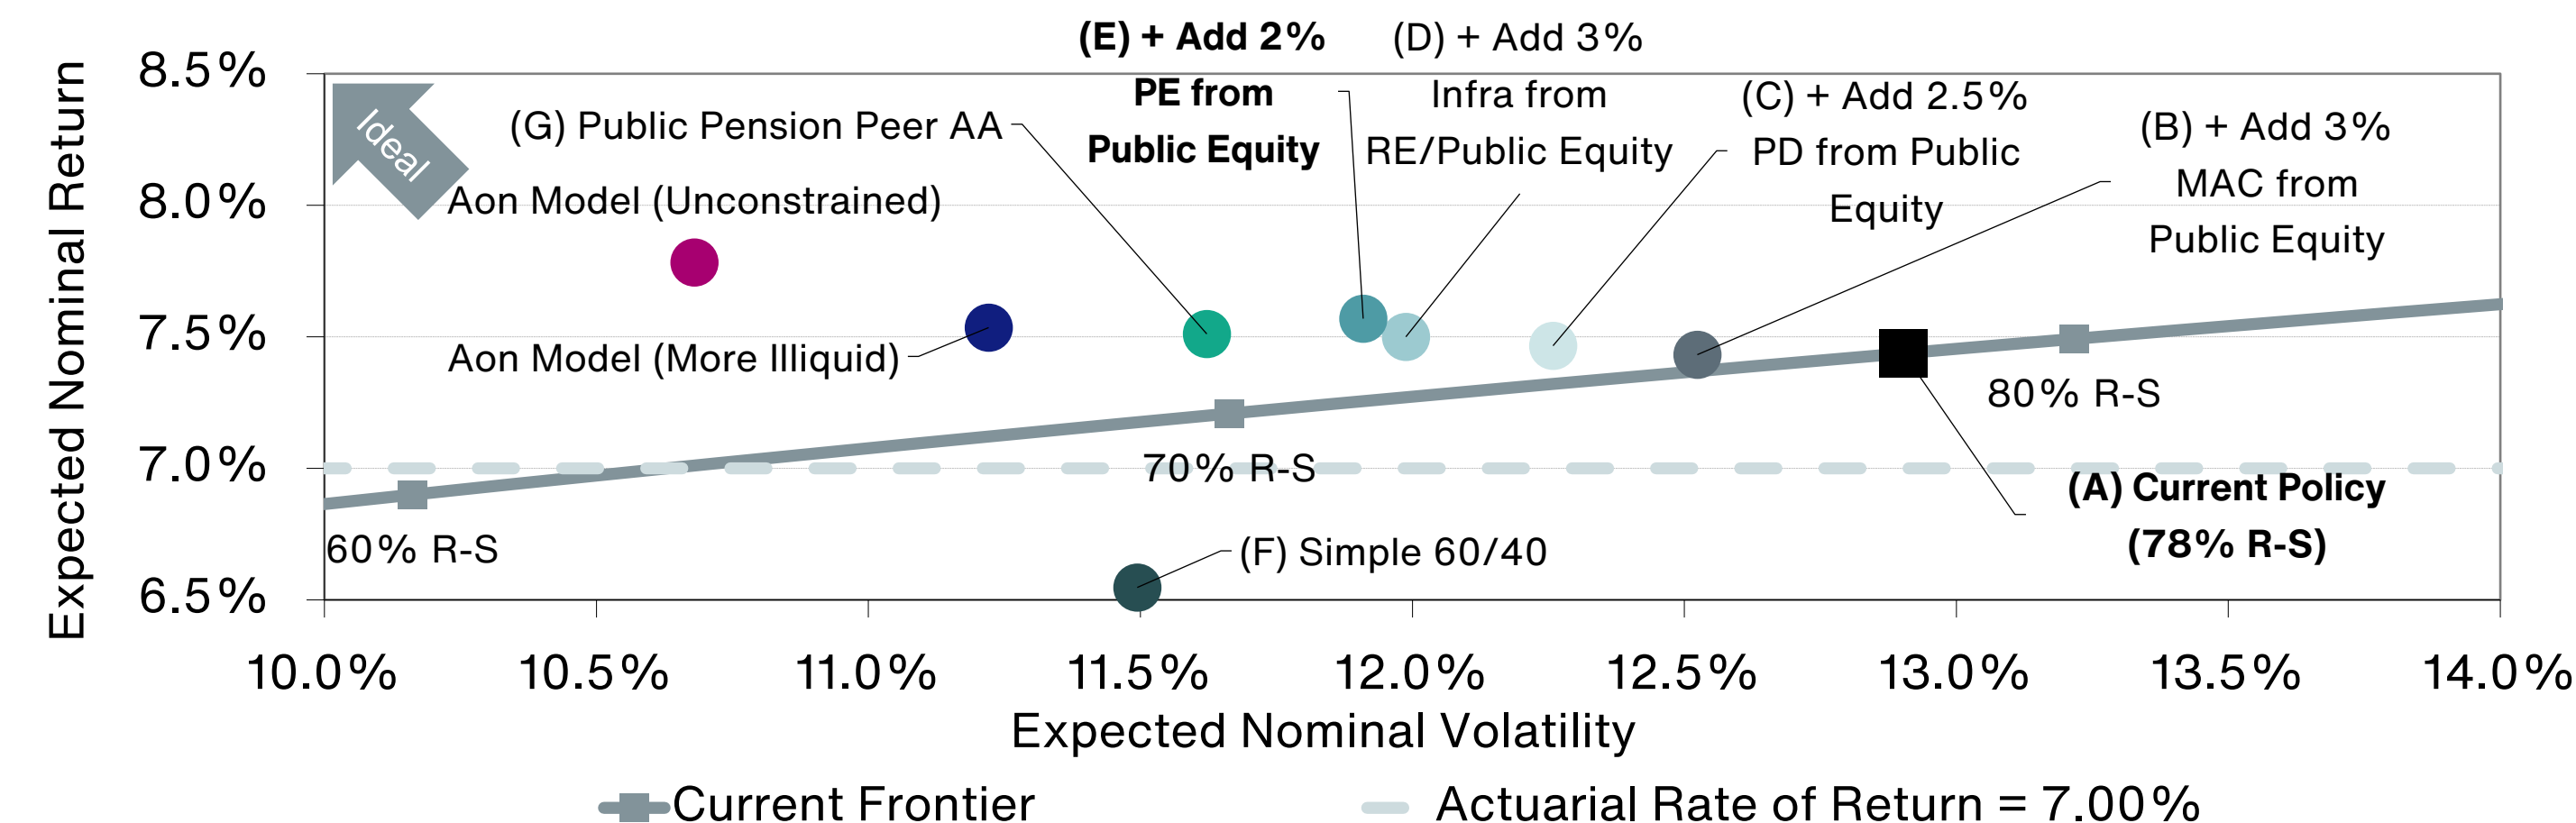 (E) + Add 2%
PE from
Public Equity
(D) + Add 3%
Infra from
RE/Public Equity
(C) + Add 2.5%
PD from Public
Equity
(B) + Add 3%
MAC from
Public Equity
(G) Public Pension Peer AA
Ideal
Aon Model (Unconstrained)
Aon Model (More Illiquid)
80% R-S
70% R-S
(A) Current Policy
(78% R-S)
60% R-S
(F) Simple 60/40
Expected Nominal Return
8.5%
8.0%
7.5%
7.0%
6.5%
10.0% 10.5% 11.0% 11.5% 12.0% 12.5% 13.0% 13.5% 14.0%
Expected Nominal Volatility
Current Frontier
Actuarial Rate of Return = 7.00%